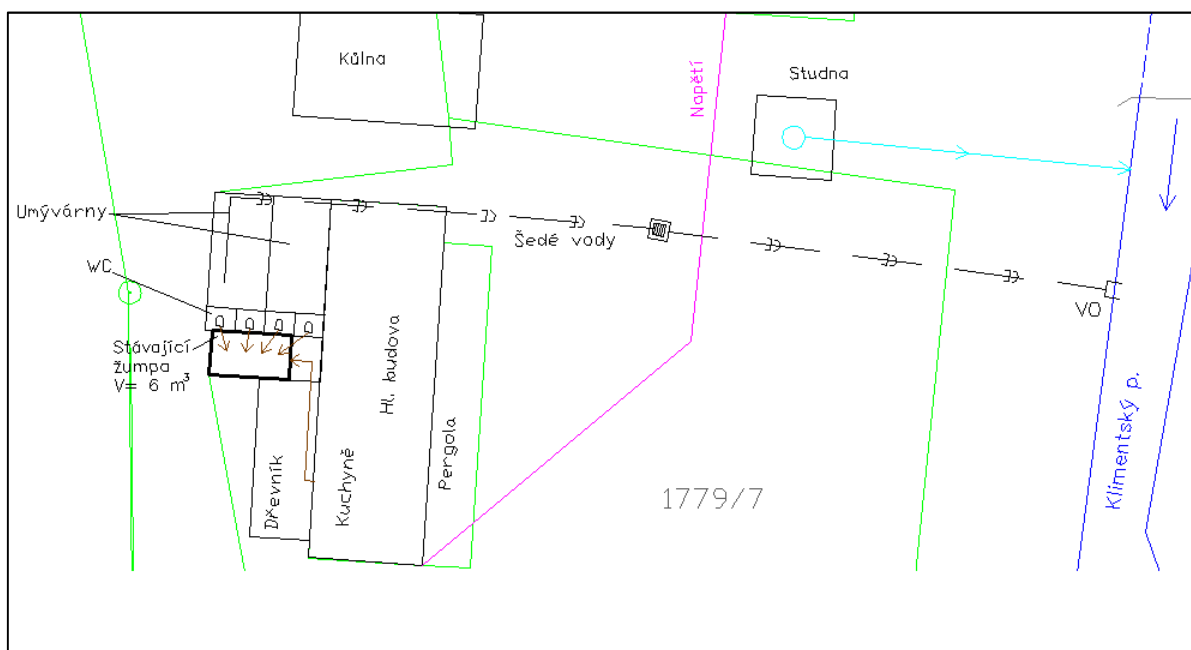 Kůlna
Napětí
Studna
Umývárny
Šedé vody
WC
VO
Stávající
žumpa
V= 6 m³
Hl. budova
Pergola
Klimentský p.
Kuchyně
Dřevník
1779/7